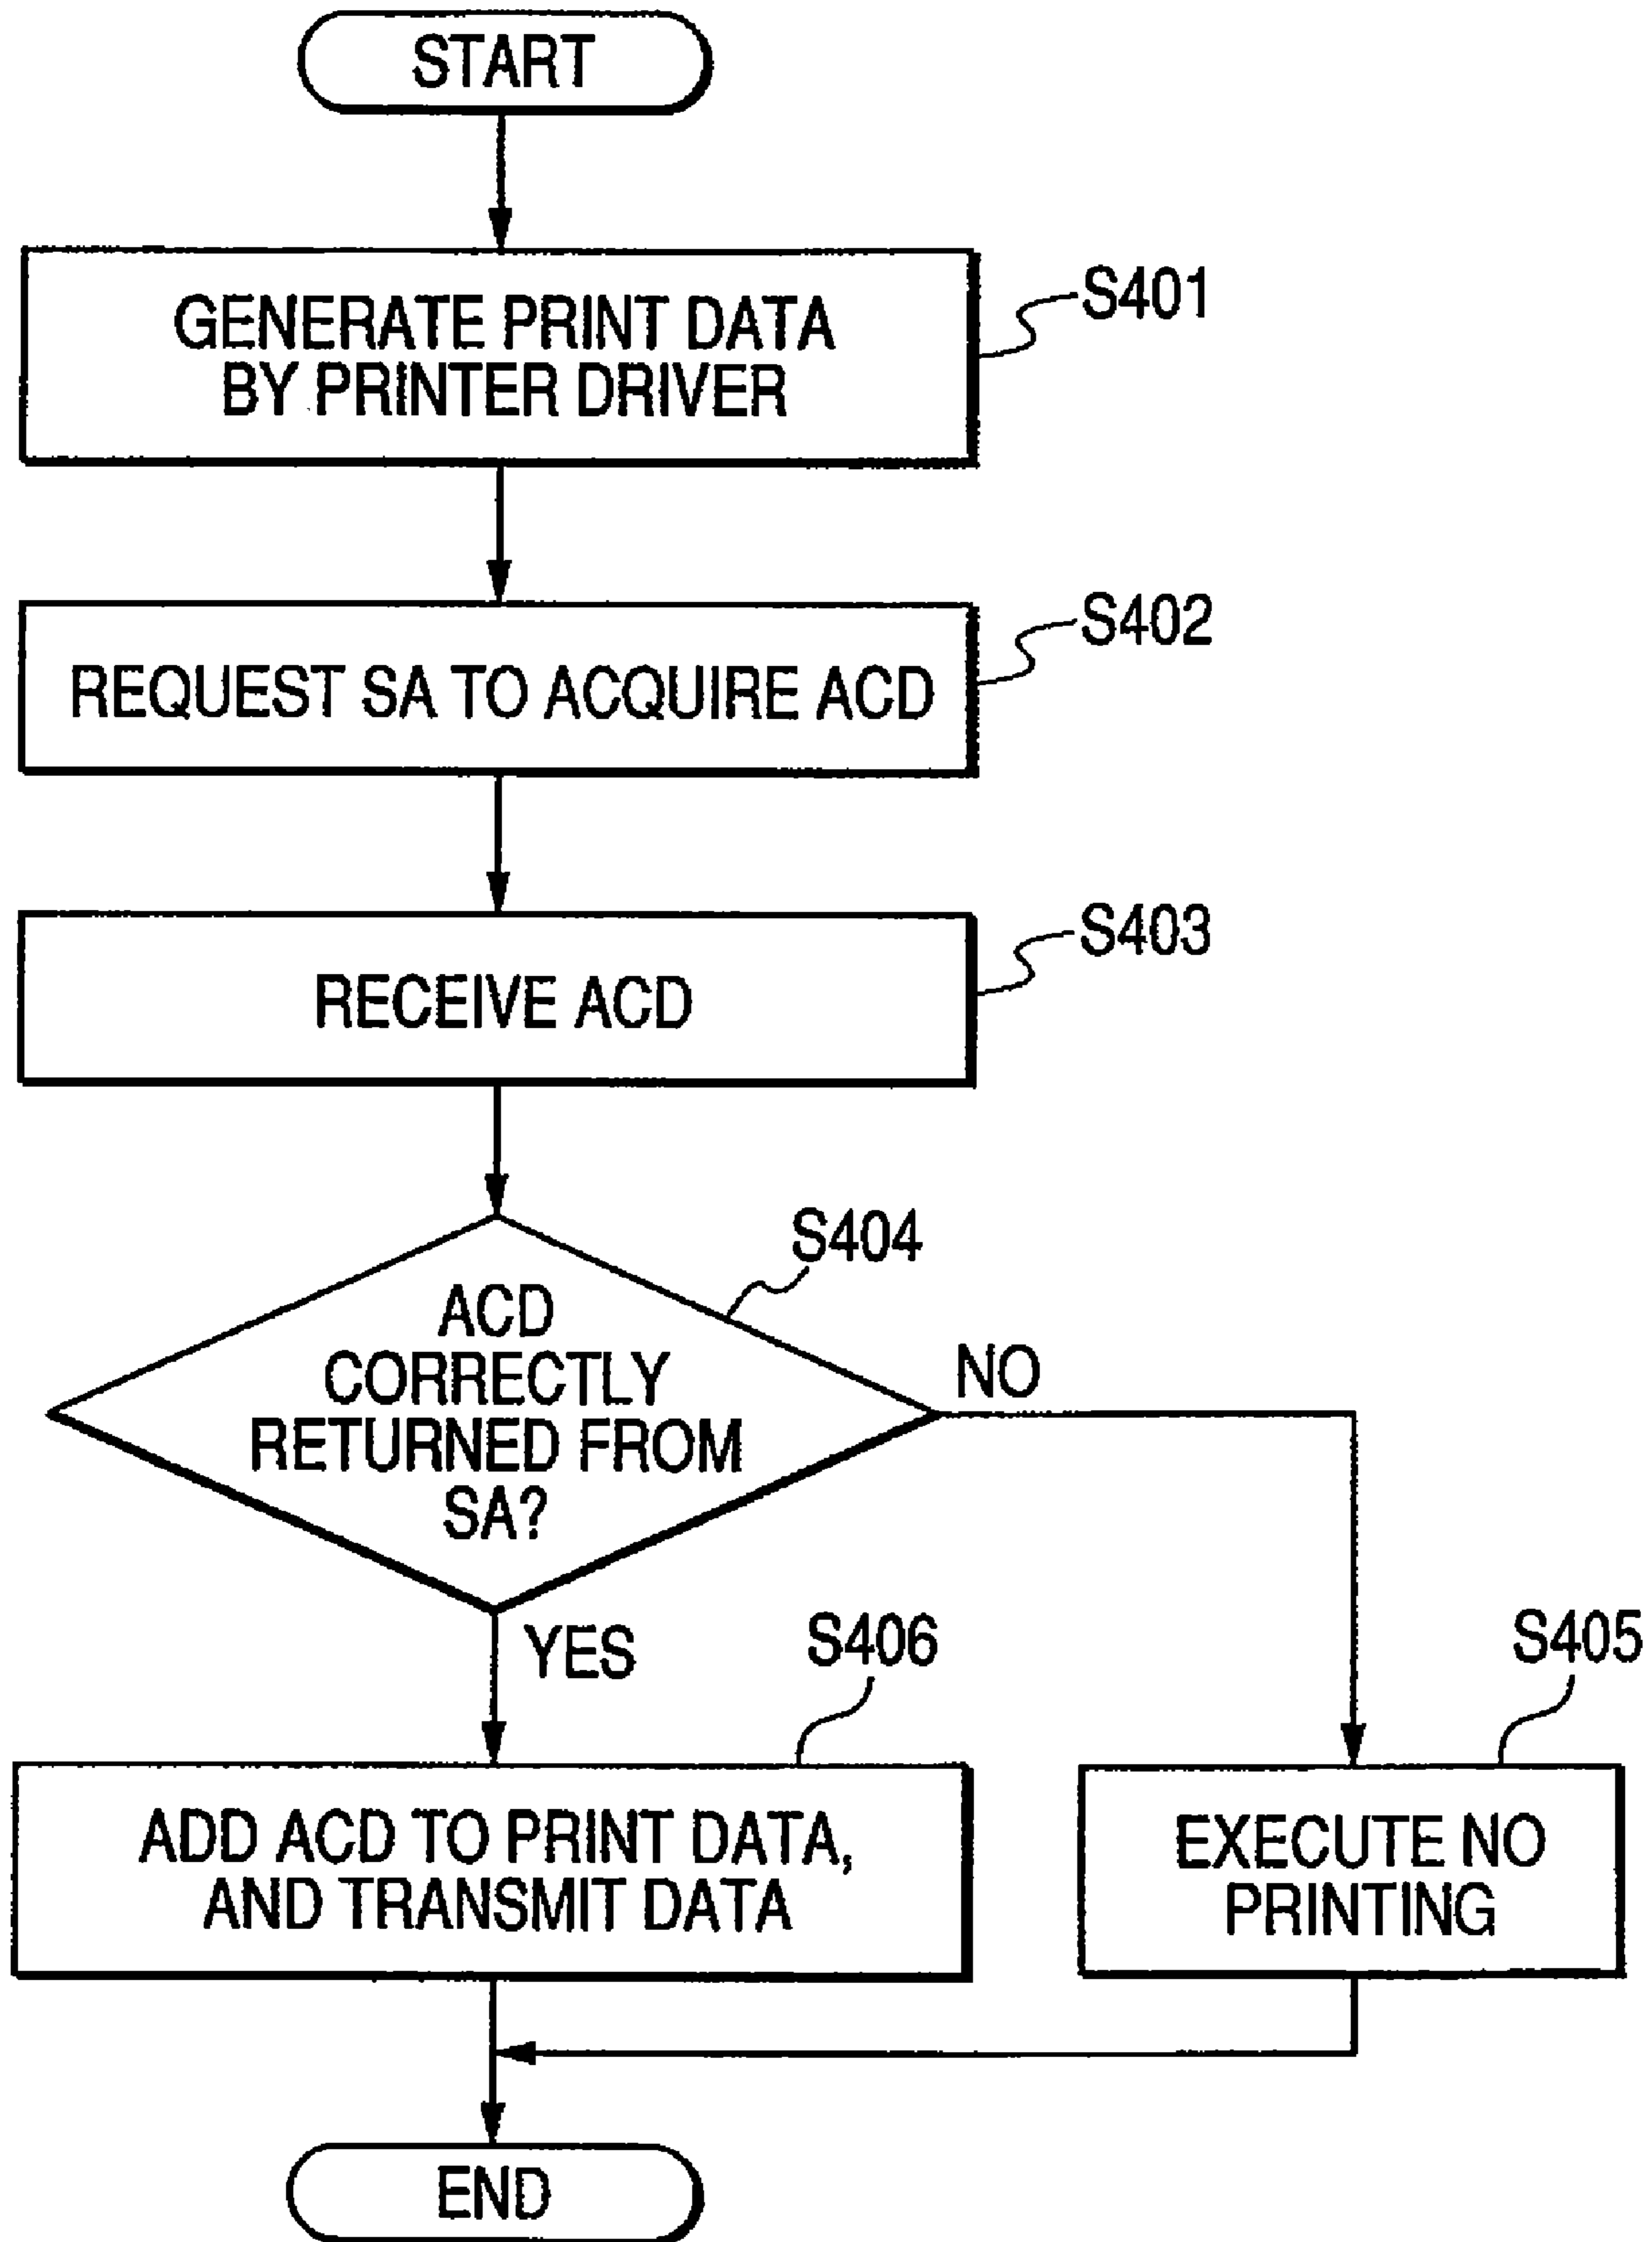 START
GENERATE PRINT DATA
BY PRINTER DRIVER
S401
REQUEST SA TO ACQUIRE ACD
S402
RECEIVE ACD
S403
ACD
CORRECTLY
RETURNED FROM
SA?
S404
NO
YES
S406
ADD ACD TO PRINT DATA,
AND TRANSMIT DATA
S405
EXECUTE NO
PRINTING
END